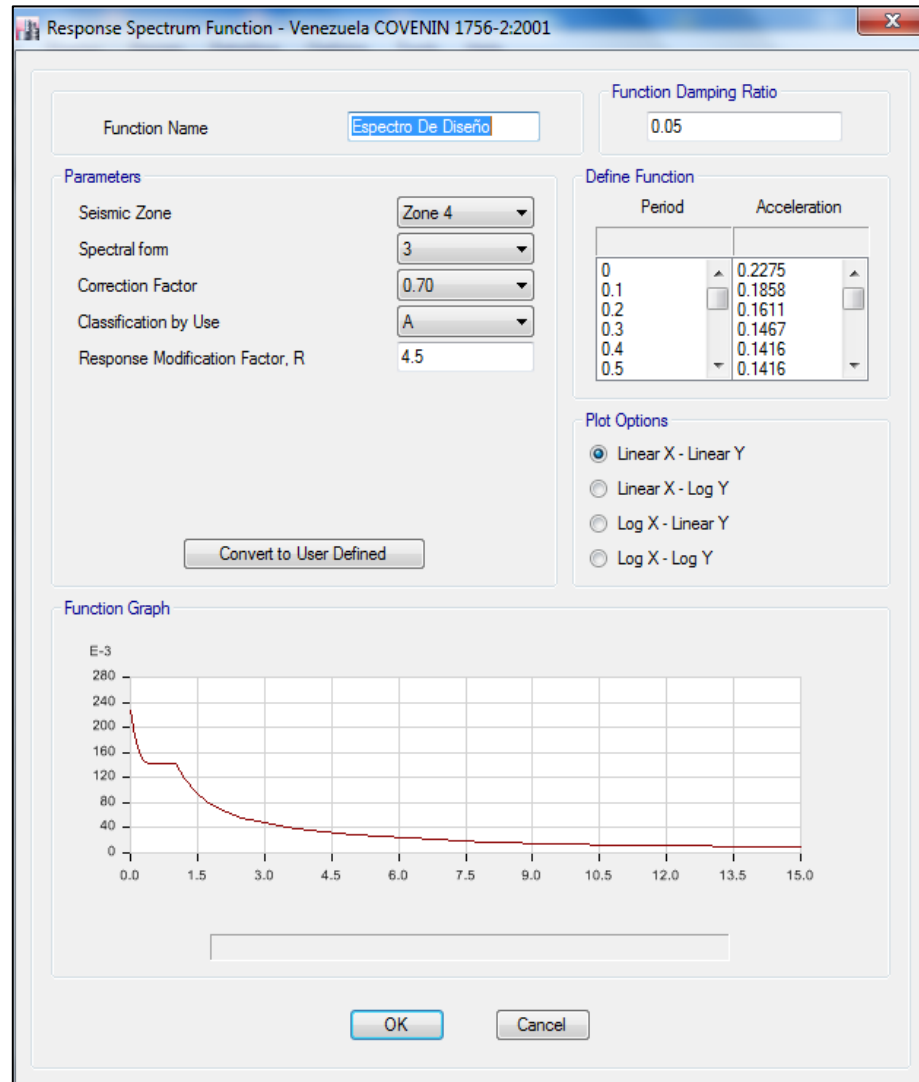 Response Spectrum Function - Venezuela COVENIN 1756-2:2001
Function Name
Espectro De Diseño
Function Damping Ratio
0.05
Parameters
Seismic Zone
Zone 4
Spectral form
3
Correction Factor
0.70
Classification by Use
A
Response Modification Factor, R
4.5
Convert to User Defined
Define Function
Period Acceleration
0 0.2275
0.1 0.1858
0.2 0.1611
0.3 0.1467
0.4 0.1416
0.5 0.1416
Plot Options
Linear X - Linear Y
Linear X - Log Y
Log X - Linear Y
Log X - Log Y
Function Graph
E-3
280
240
200
160
120
80
40
0
0.0 1.5 3.0 4.5 6.0 7.5 9.0 10.5 12.0 13.5 15.0
OK Cancel